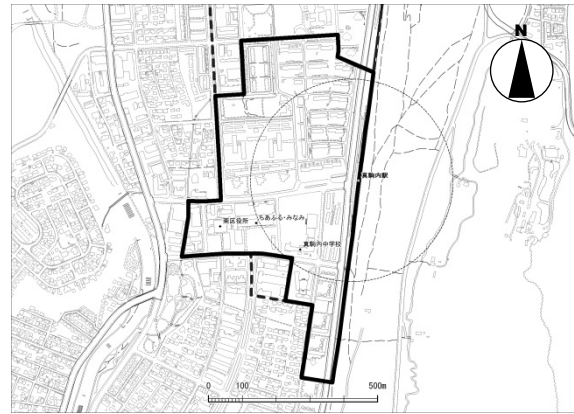 N
真駒内駅
ちあふる・みなみ
南区役所
真駒内中学校
0 100 500m